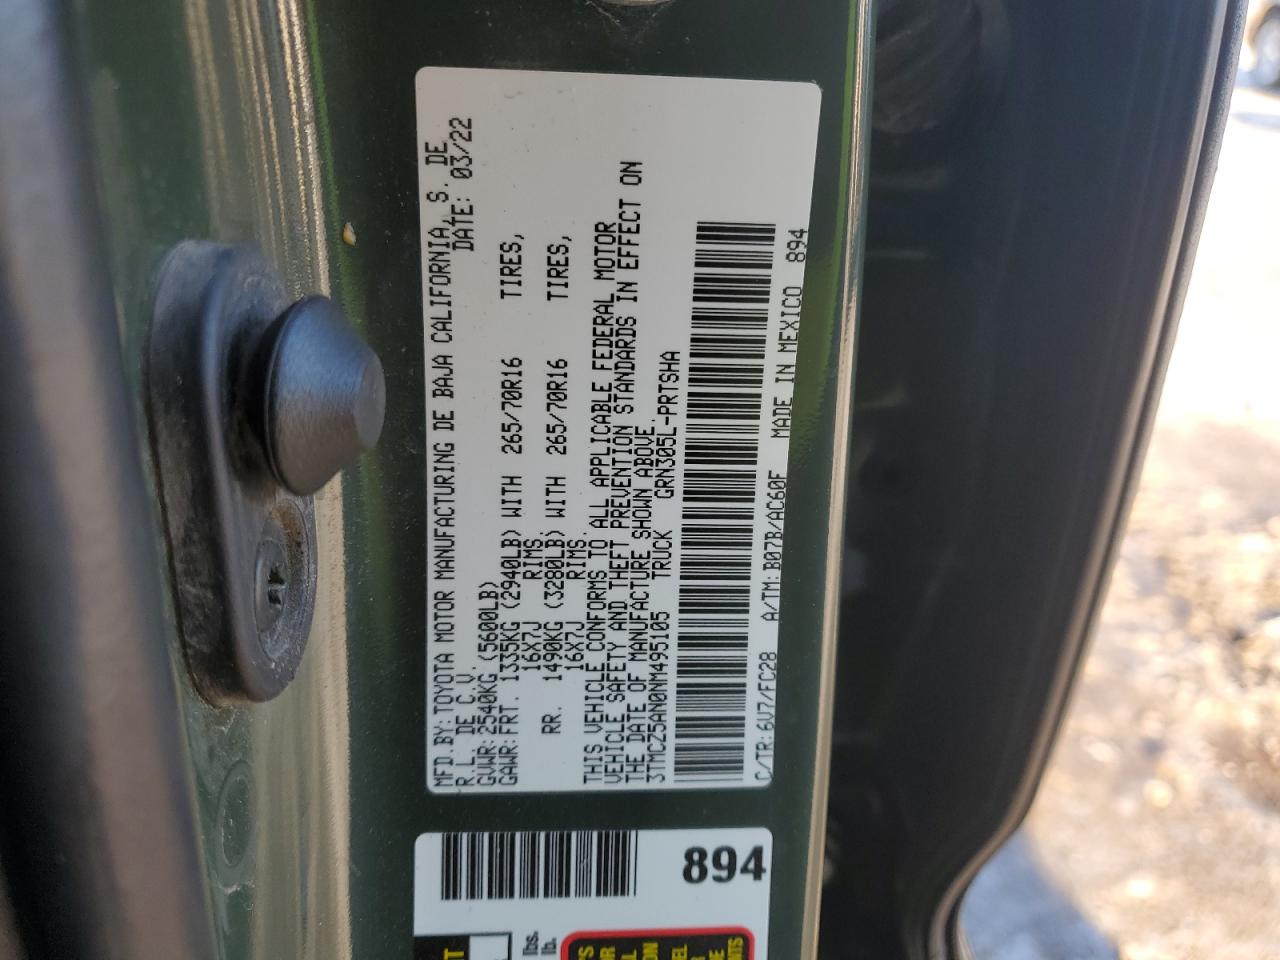 MFD.BY: TOYOTA MOTOR MANUFACTURING DE BAJA CALIFORNIA, S. DE
R.L. DE C.V. DATE: 03/22
GVWR: 2540KG (5600LB)
GAWR: FRT. 1335KG (2940LB) WITH 265/70R16 TIRES,
16X7J RIMS.
RR. 1490KG (3280LB) WITH 265/70R16 TIRES,
16X7J RIMS.
THIS VEHICLE CONFORMS TO ALL APPLICABLE FEDERAL MOTOR
VEHICLE SAFETY AND THEFT PREVENTION STANDARDS IN EFFECT ON
THE DATE OF MANUFACTURE SHOWN ABOVE.
3TMCZ5AN0NM495105 TRUCK GRN305L-PRTSHA
C/TR: 6V7/FC28 A/TM: B07B/AC60F MADE IN MEXICO 894
894
lbs.
lb.